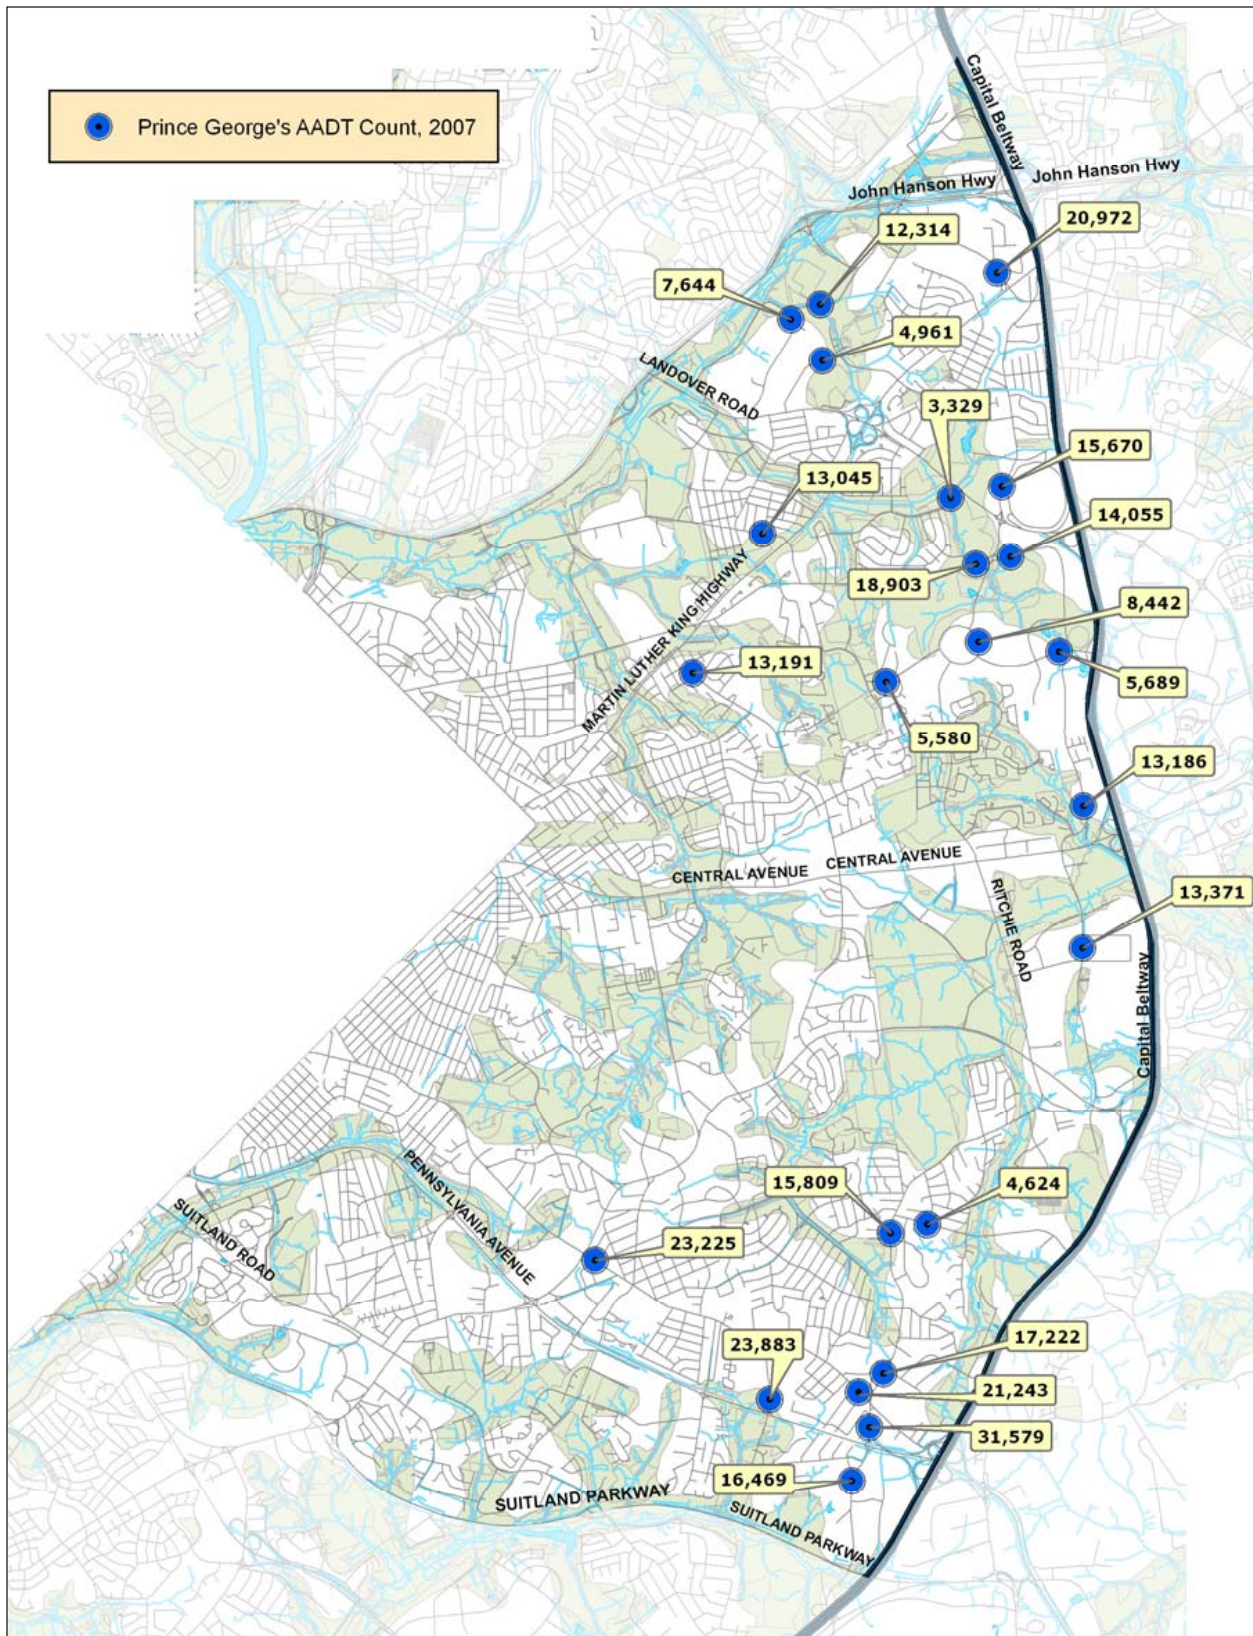 Capital Beltway
Prince George's AADT Count, 2007
John Hanson Hwy
John Hanson Hwy
20,972
12,314
7,644
4,961
LANDOVER ROAD
3,329
15,670
13,045
14,055
18,903
MARTIN LUTHER KING HIGHWAY
8,442
13,191
5,689
5,580
13,186
CENTRAL AVENUE
CENTRAL AVENUE
RITCHIE ROAD
13,371
Capital Beltway
PENNSYLVANIA AVENUE
15,809
4,624
SUITLAND ROAD
23,225
17,222
23,883
21,243
31,579
16,469
SUITLAND PARKWAY
SUITLAND PARKWAY